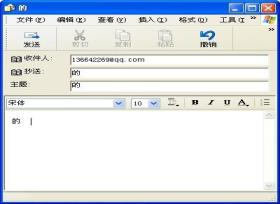 的
文件(F) 编辑(E) 查看(V) 插入(I) 格式(O) 工具(T) »
发送 剪切 复制 粘贴 撤销 »
收件人: 136642269@qq.com
抄送: 的
主题: 的
宋体 10 B I U A
的